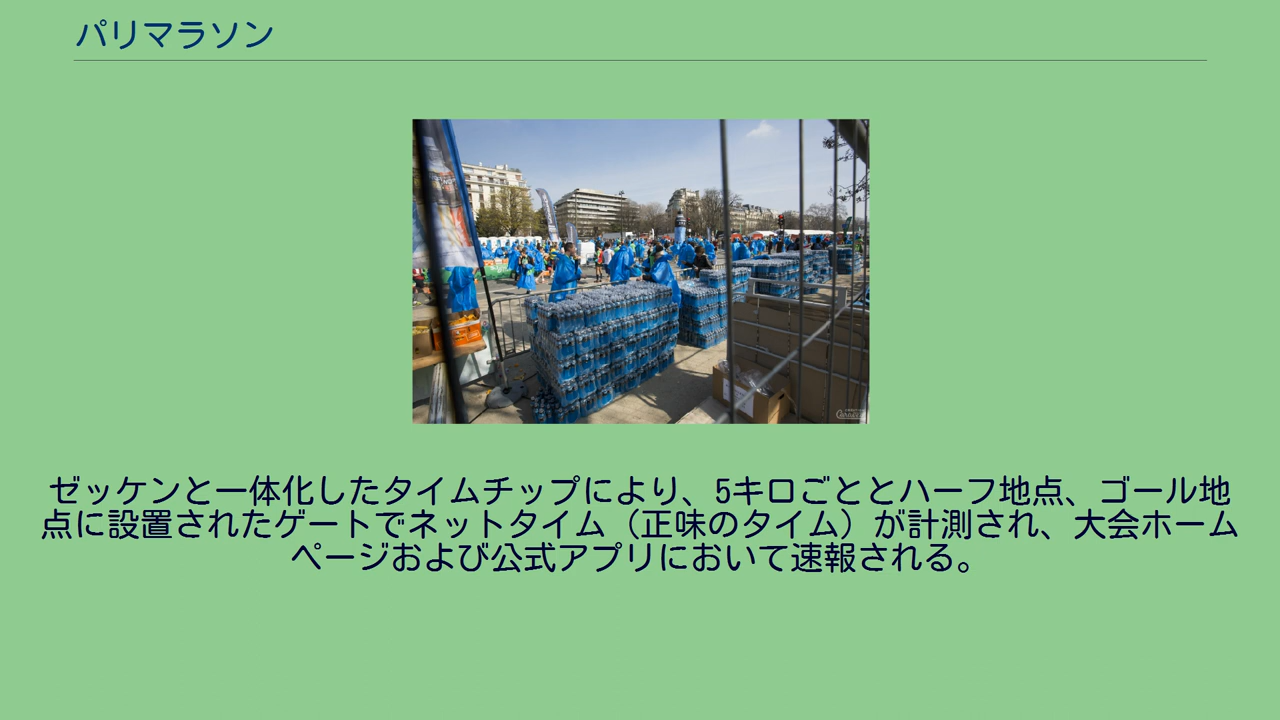 パリマラソン
ゼッケンと一体化したタイムチップにより、5キロごととハーフ地点、ゴール地
点に設置されたゲートでネットタイム（正味のタイム）が計測され、大会ホーム
ページおよび公式アプリにおいて速報される。